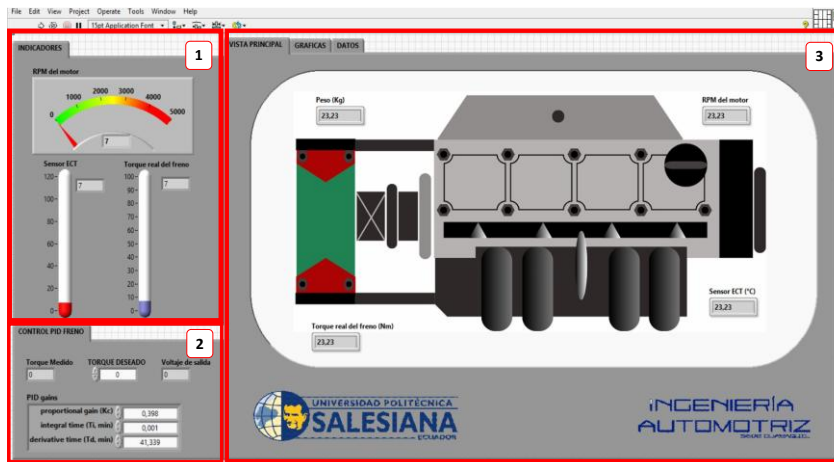 File Edit View Project Operate Tools Window Help
15pt Application Font
INDICADORES
1
RPM del motor
0 1000 2000 3000 4000 5000
7
Sensor ECT
7
120
100
80
60
40
20
0
Torque real del freno
7
100
90
80
70
60
50
40
30
20
10
0
CONTROL PID FRENO
2
Torque Medido TORQUE DESEADO Voltaje de salida
0 0 0
PID gains
proportional gain (Kc) 0,398
integral time (Ti, min) 0,001
derivative time (Td, min) 41,339
VISTA PRINCIPAL GRAFICAS DATOS
3
Peso (Kg)
23,23
RPM del motor
23,23
Sensor ECT (°C)
23,23
Torque real del freno (Nm)
23,23
UNIVERSIDAD POLITÉCNICA
SALESIANA
ECUADOR
INGENIERÍA
AUTOMOTRIZ
SEDE GUAYAQUIL